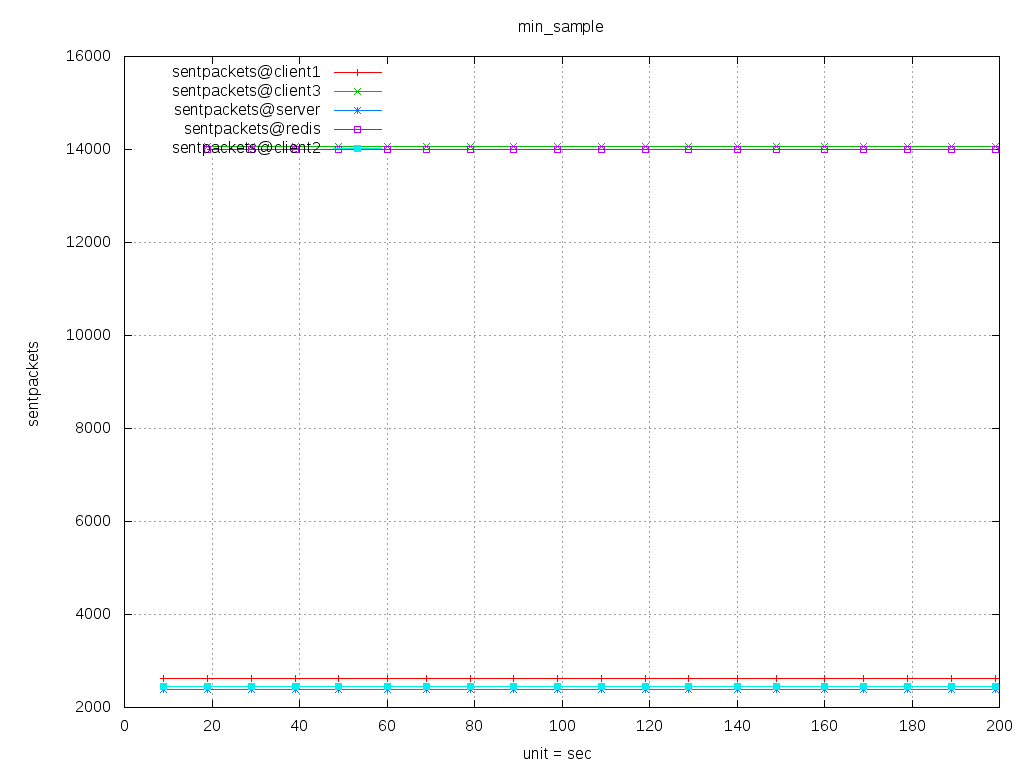 min_sample
16000
14000
12000
10000
8000
6000
4000
2000
sentpackets
sentpackets@client1
sentpackets@client3
sentpackets@server
sentpackets@redis
sentpackets@client2
0 20 40 60 80 100 120 140 160 180 200
unit = sec